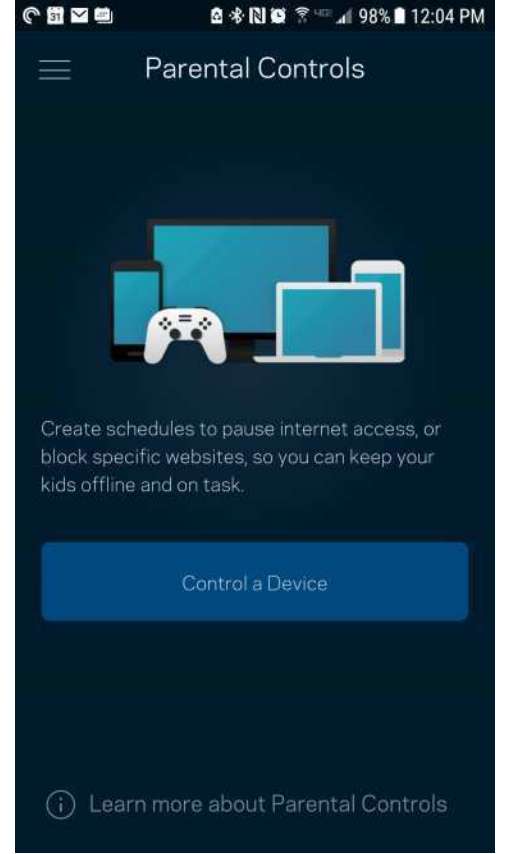 31 98% 12:04 PM
Parental Controls
Create schedules to pause internet access, or
block specific websites, so you can keep your
kids offline and on task.
Control a Device
Learn more about Parental Controls